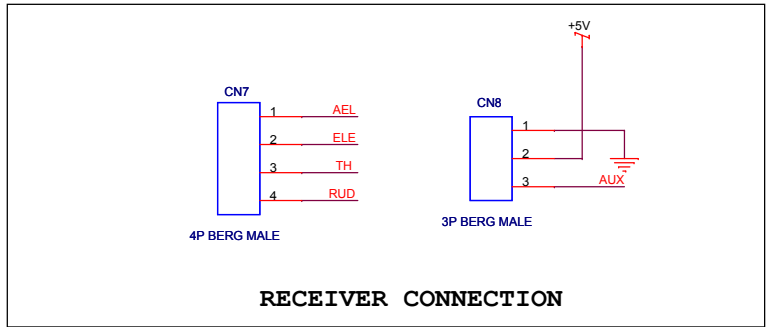 +5V
CN7
1 AEL
2 ELE
3 TH
4 RUD
4P BERG MALE
CN8
1
2
3 AUX
3P BERG MALE
RECEIVER CONNECTION